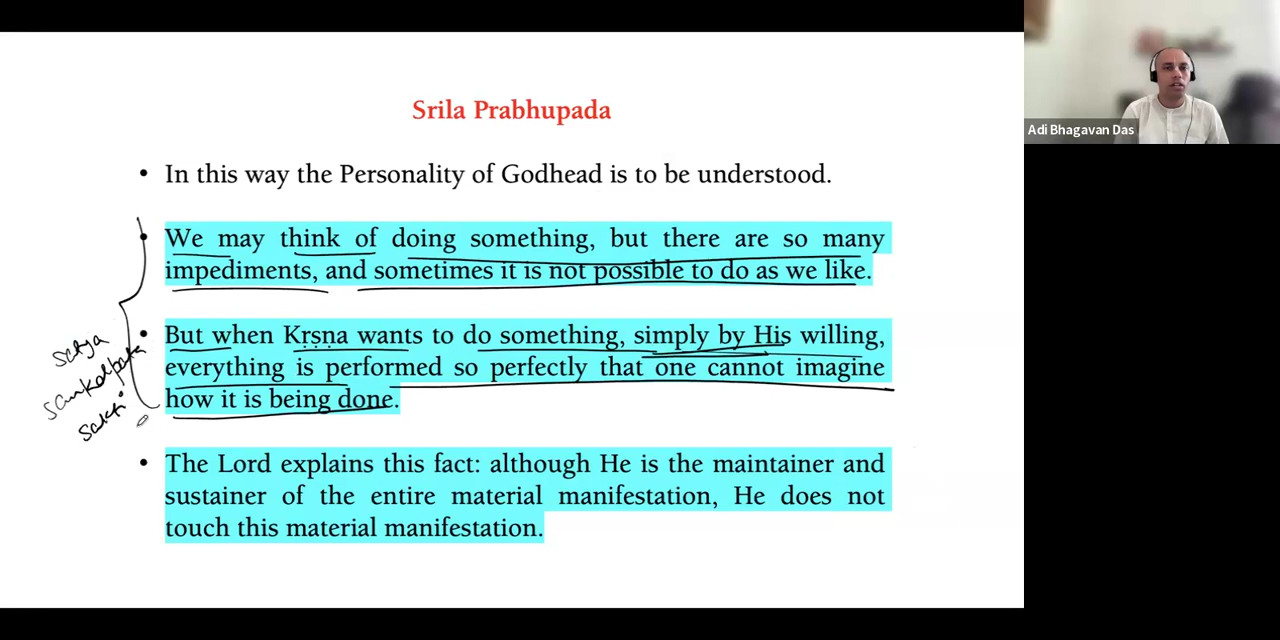 Srila Prabhupada
• In this way the Personality of Godhead is to be understood.
• We may think of doing something, but there are so many
impediments, and sometimes it is not possible to do as we like.
• But when Kṛṣṇa wants to do something, simply by His willing,
everything is performed so perfectly that one cannot imagine
how it is being done.
• The Lord explains this fact: although He is the maintainer and
sustainer of the entire material manifestation, He does not
touch this material manifestation.
satya
sankalpata
sakti
Adi Bhagavan Das